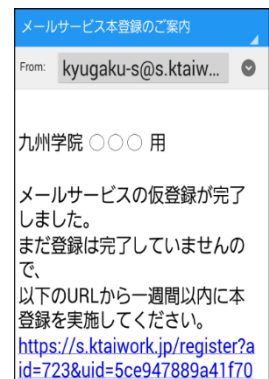 メールサービス本登録のご案内
From: kyugaku-s@s.ktaiw...
九州学院 ○○○ 用
メールサービスの仮登録が完了
しました。
まだ登録は完了していませんの
で、
以下のURLから一週間以内に本
登録を実施してください。
https://s.ktaiwork.jp/register?a
id=723&uid=5ce947889a41f70